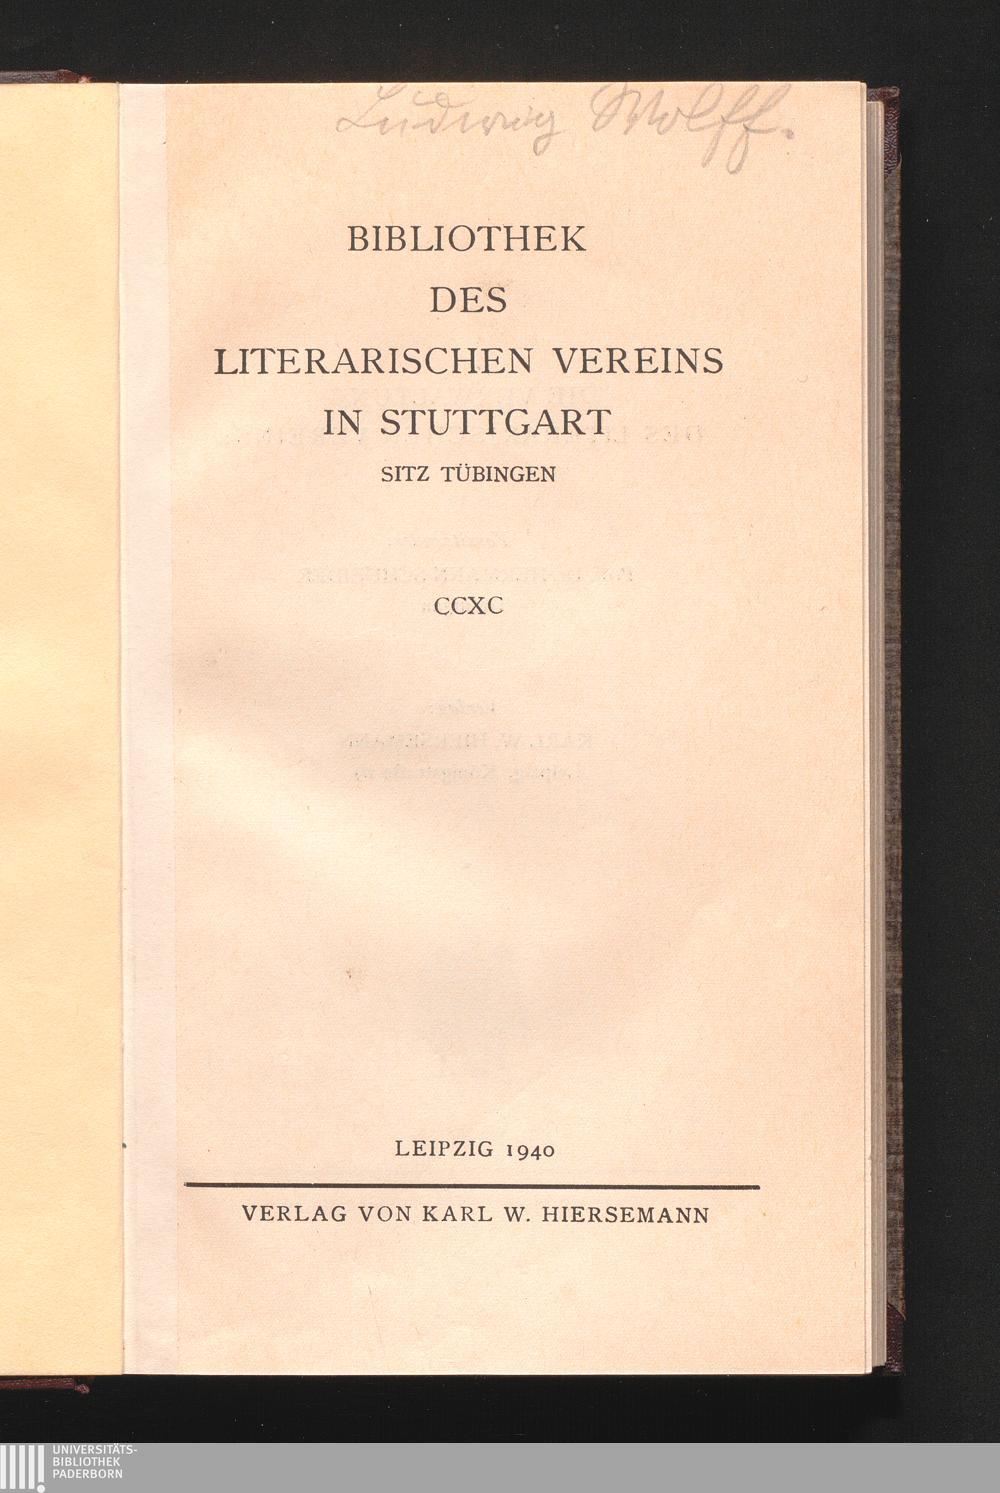 Ludwig Wolff.
BIBLIOTHEK
DES
LITERARISCHEN VEREINS
IN STUTTGART
SITZ TÜBINGEN
CCXC
LEIPZIG 1940
VERLAG VON KARL W. HIERSEMANN
UNIVERSITÄTS-
BIBLIOTHEK
PADERBORN